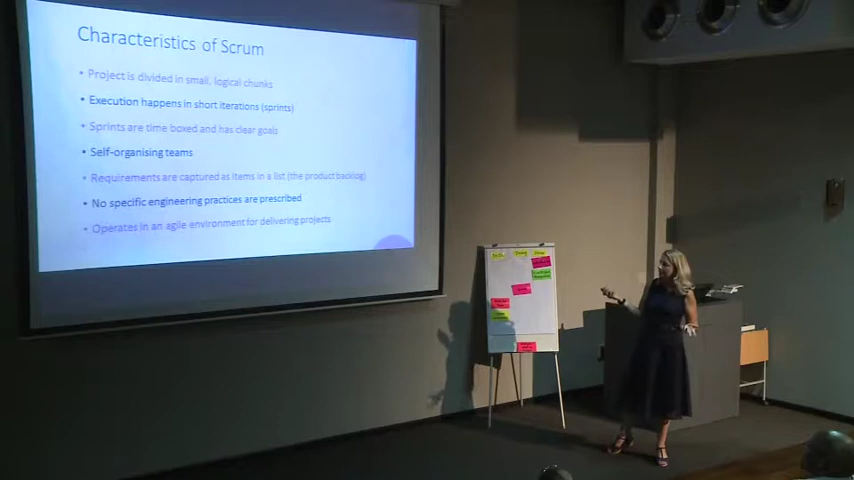 Characteristics of Scrum
• Project is divided in small, logical chunks
• Execution happens in short iterations (sprints)
• Sprints are time boxed and has clear goals
• Self-organising teams
• Requirements are captured as items in a list (the product backlog)
• No specific engineering practices are prescribed
• Operates in an agile environment for delivering projects
To Do